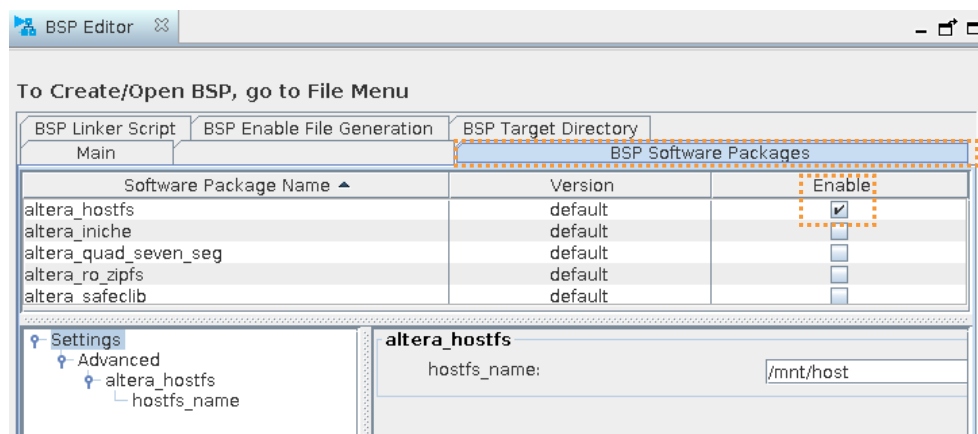 BSP Editor
To Create/Open BSP, go to File Menu
BSP Linker Script BSP Enable File Generation BSP Target Directory
Main BSP Software Packages
Software Package Name Version Enable
altera_hostfs default
altera_iniche default
altera_quad_seven_seg default
altera_ro_zipfs default
altera_safeclib default
Settings
Advanced
altera_hostfs
hostfs_name
altera_hostfs
hostfs_name: /mnt/host